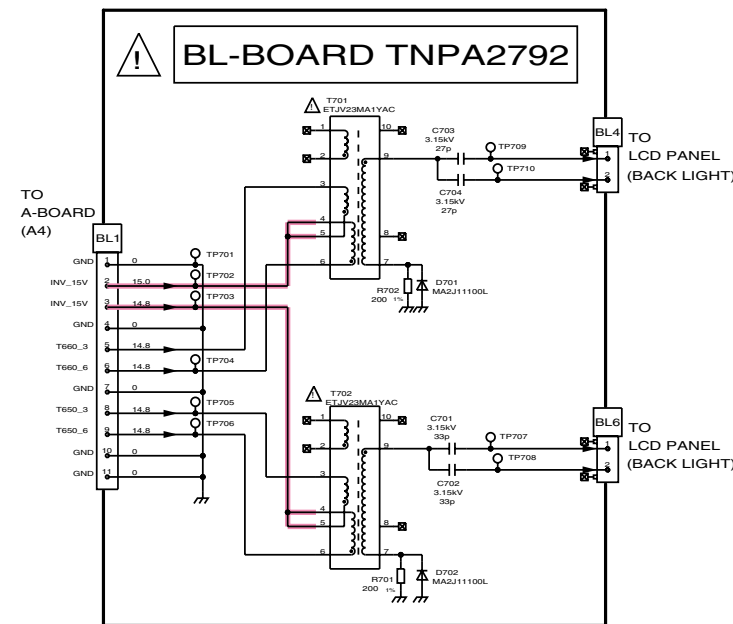 BL-BOARD TNPA2792
T701
ETJV23MA1YAC
1
2
3
4
5
6
10
9
8
7
C703
3.15kV
27p
TP709
TP710
C704
3.15kV
27p
BL4
1
2
TO
LCD PANEL
(BACK LIGHT)
R702
200 1%
D701
MA2J11100L
TO
A-BOARD
(A4)
BL1
GND 1 0 TP701
INV_15V 2 15.0 TP702
INV_15V 3 14.8 TP703
GND 4 0
T660_3 5 14.8
T660_6 6 14.8 TP704
GND 7 0
T650_3 8 14.8 TP705
T650_6 9 14.8 TP706
GND 10 0
GND 11 0
T702
ETJV23MA1YAC
1
2
3
4
5
6
10
9
8
7
C701
3.15kV
33p
TP707
TP708
C702
3.15kV
33p
BL6
1
2
TO
LCD PANEL
(BACK LIGHT)
R701
200 1%
D702
MA2J11100L